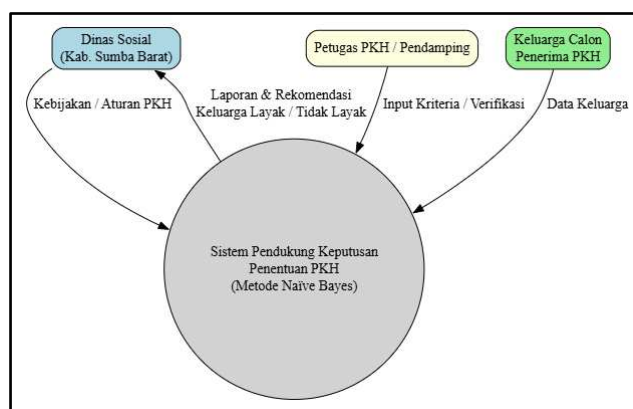 Dinas Sosial
(Kab. Sumba Barat)
Petugas PKH / Pendamping
Keluarga Calon
Penerima PKH
Kebijakan / Aturan PKH
Laporan & Rekomendasi
Keluarga Layak / Tidak Layak
Input Kriteria / Verifikasi
Data Keluarga
Sistem Pendukung Keputusan
Penentuan PKH
(Metode Naïve Bayes)